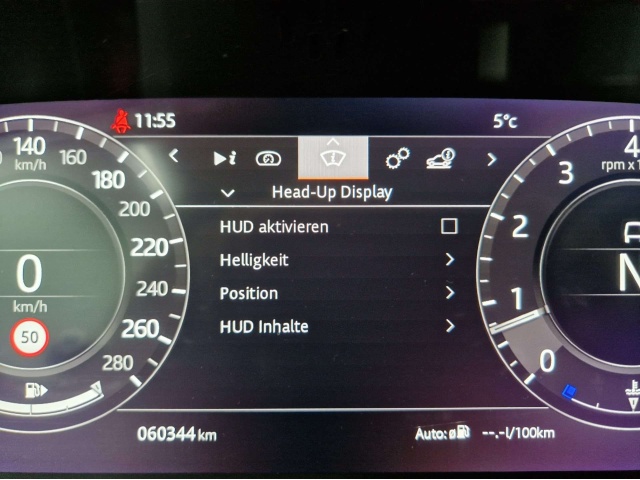 11:55
5°c
Head-Up Display
HUD aktivieren
Helligkeit
Position
HUD Inhalte
140
km/h
160
180
200
220
240
260
280
0
km/h
50
4
rpm x 1
3
2
1
0
N
060344 km
Auto: ø --.-l/100km